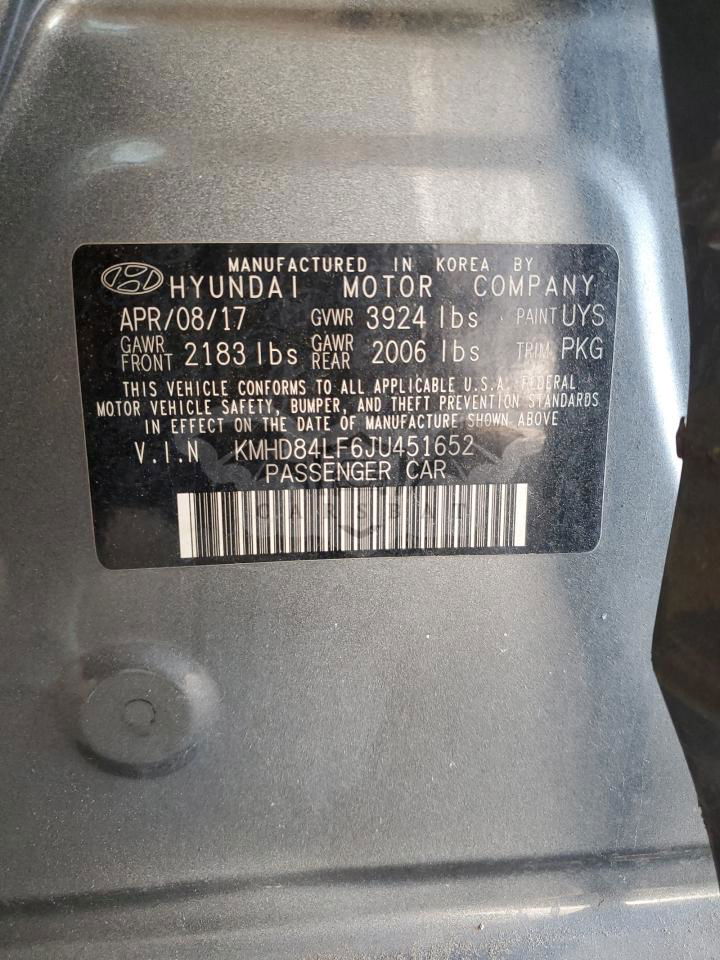 MANUFACTURED IN KOREA BY
HYUNDAI MOTOR COMPANY
APR/08/17 GVWR 3924 lbs PAINT UYS
GAWR FRONT 2183 lbs GAWR REAR 2006 lbs TRIM PKG
THIS VEHICLE CONFORMS TO ALL APPLICABLE U.S.A. FEDERAL
MOTOR VEHICLE SAFETY, BUMPER, AND THEFT PREVENTION STANDARDS
IN EFFECT ON THE DATE OF MANUFACTURE SHOWN ABOVE
V.I.N KMHD84LF6JU451652
PASSENGER CAR
CARSBAT